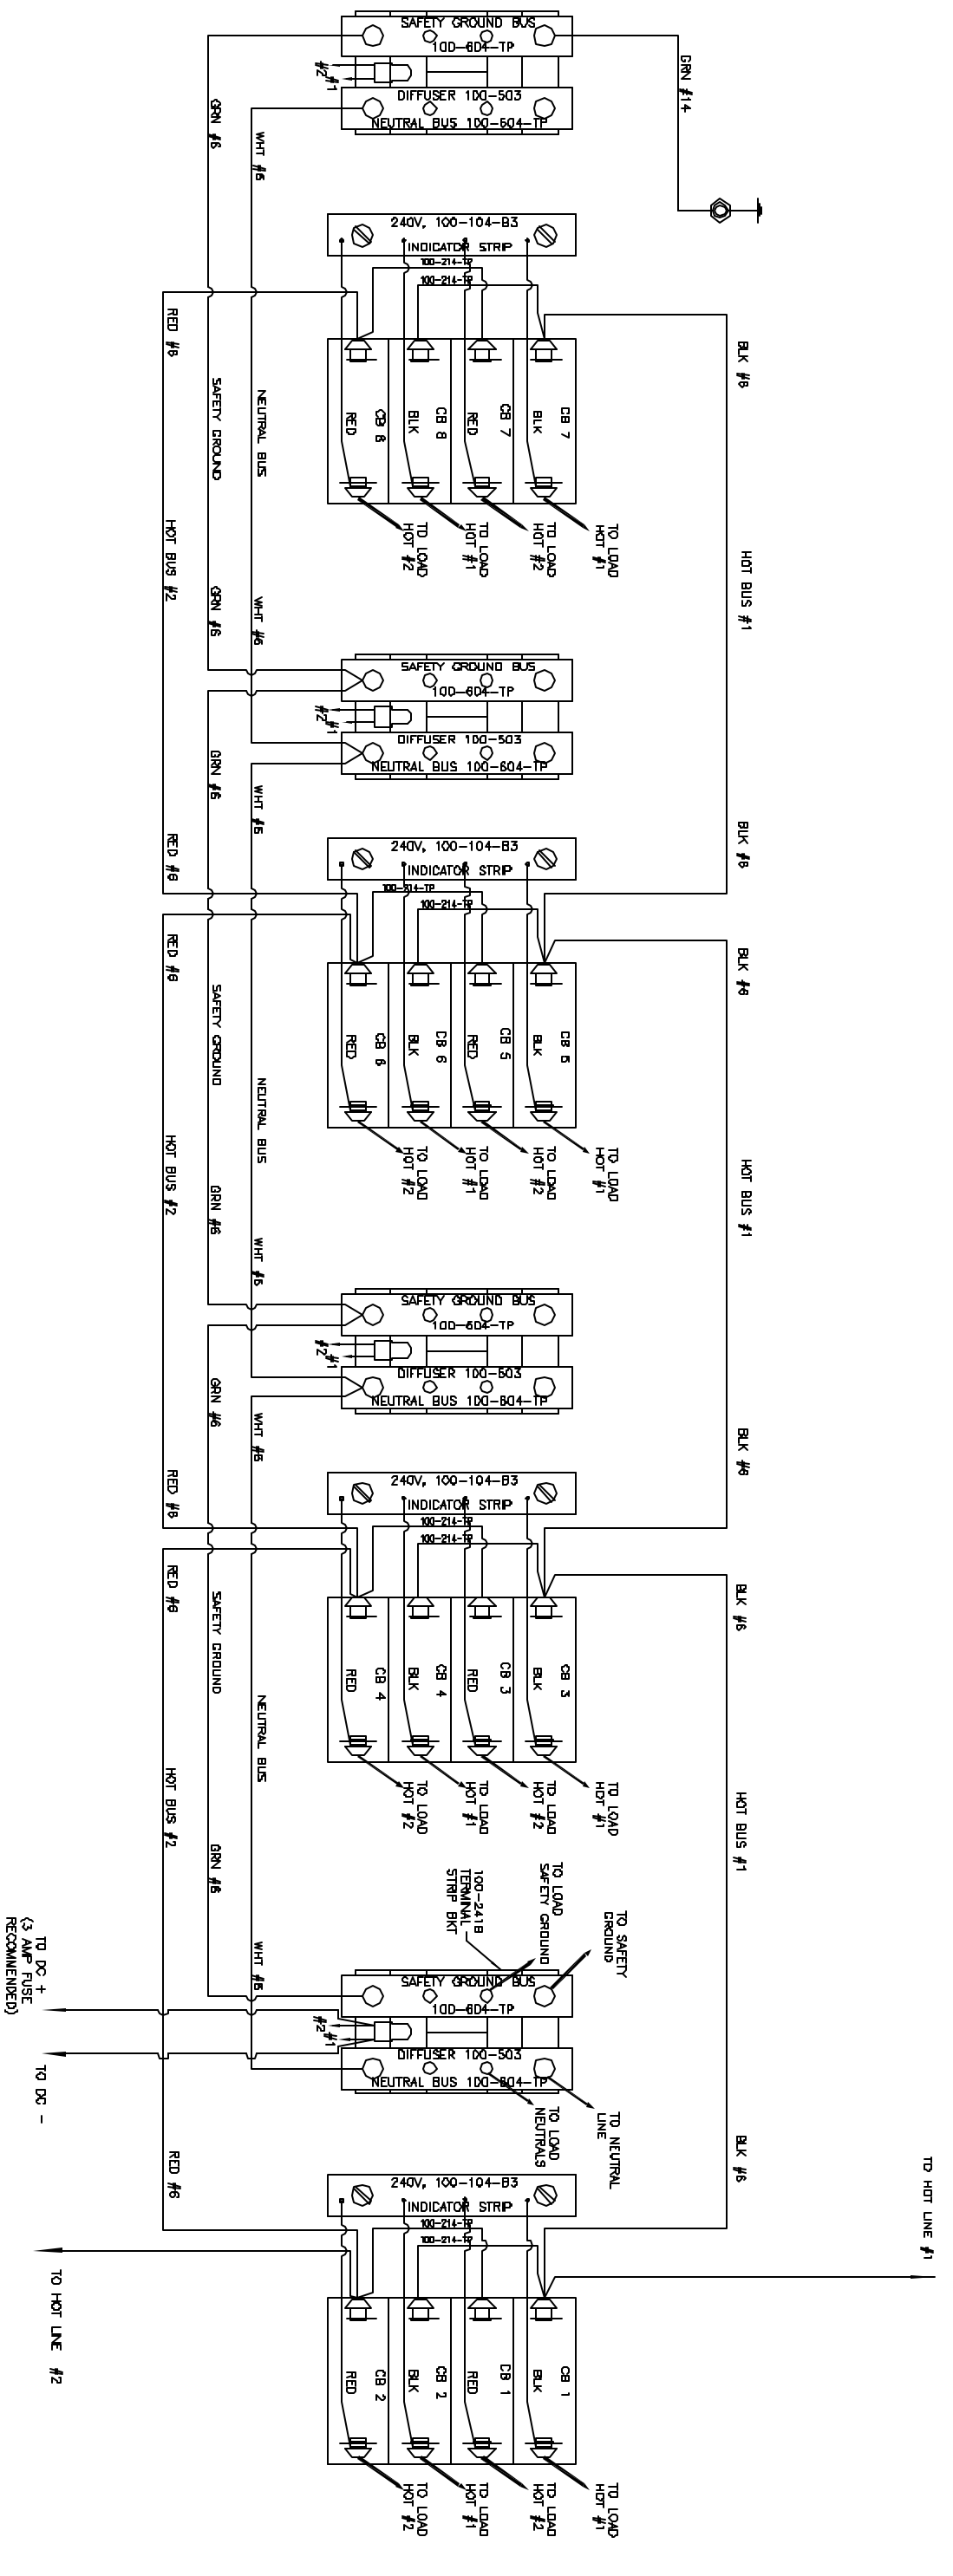 SAFETY GROUND BUS
100-604-TP
#2
#1
DIFFUSER 100-503
NEUTRAL BUS 100-604-TP
GRN #14
GRN #6
WHT #6
240V, 100-104-B3
INDICATOR STRIP
100-214-TP
100-214-TP
RED #6
BLK #6
SAFETY GROUND
NEUTRAL BUS
RED
CB 8
BLK
CB 8
RED
CB 7
BLK
CB 7
TO LOAD
HOT #2
TO LOAD
HOT #1
TO LOAD
HOT #2
TO LOAD
HOT #1
HOT BUS #2
HOT BUS #1
GRN #6
WHT #6
SAFETY GROUND BUS
100-604-TP
#2
#1
DIFFUSER 100-503
NEUTRAL BUS 100-604-TP
GRN #6
WHT #6
RED #6
BLK #6
240V, 100-104-B3
INDICATOR STRIP
100-214-TP
100-214-TP
RED #6
BLK #6
SAFETY GROUND
NEUTRAL BUS
RED
CB 6
BLK
CB 6
RED
CB 5
BLK
CB 5
TO LOAD
HOT #2
TO LOAD
HOT #1
TO LOAD
HOT #2
TO LOAD
HOT #1
HOT BUS #2
HOT BUS #1
GRN #6
WHT #6
SAFETY GROUND BUS
100-604-TP
#2
#1
DIFFUSER 100-503
NEUTRAL BUS 100-604-TP
GRN #6
WHT #6
RED #6
BLK #6
240V, 100-104-B3
INDICATOR STRIP
100-214-TP
100-214-TP
RED #6
BLK #6
SAFETY GROUND
NEUTRAL BUS
RED
CB 4
BLK
CB 4
RED
CB 3
BLK
CB 3
TO LOAD
HOT #2
TO LOAD
HOT #1
TO LOAD
HOT #2
TO LOAD
HOT #1
HOT BUS #2
HOT BUS #1
GRN #6
WHT #6
100-241B
TERMINAL
STRIP BKT
TO LOAD
SAFETY GROUND
TO SAFETY
GROUND
SAFETY GROUND BUS
100-604-TP
#2
#1
DIFFUSER 100-503
NEUTRAL BUS 100-604-TP
TO DC +
(3 AMP FUSE
RECOMMENDED)
TO DC -
TO LOAD
NEUTRALS
TO NEUTRAL
LINE
RED #6
BLK #6
TO HOT LINE #1
240V, 100-104-B3
INDICATOR STRIP
100-214-TP
100-214-TP
TO HOT LINE #2
RED
CB 2
BLK
CB 2
RED
CB 1
BLK
CB 1
TO LOAD
HOT #2
TO LOAD
HOT #1
TO LOAD
HOT #2
TO LOAD
HOT #1